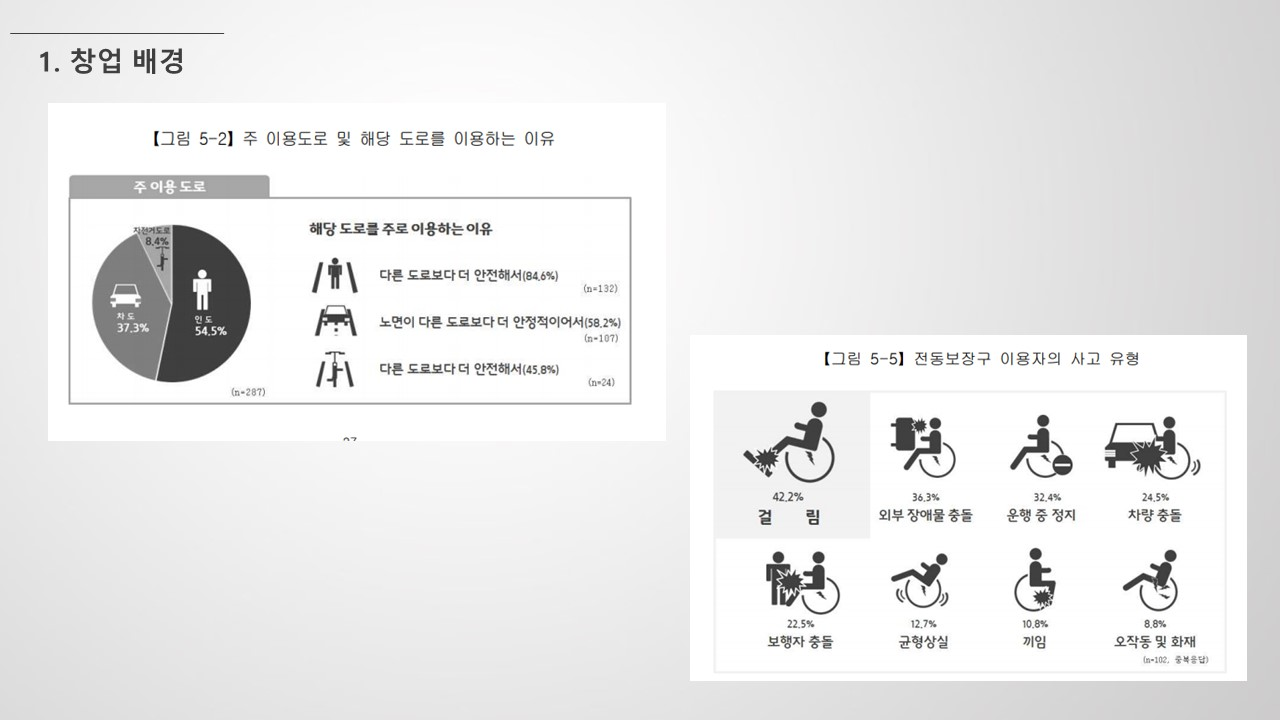 1. 창업 배경
【그림 5-2】 주 이용도로 및 해당 도로를 이용하는 이유
주 이용 도로
자전거도로
8.4%
차 도
37.3%
인 도
54.5%
(n=287)
해당 도로를 주로 이용하는 이유
다른 도로보다 더 안전해서(84.6%)
(n=132)
노면이 다른 도로보다 더 안정적이어서(58.2%)
(n=107)
다른 도로보다 더 안전해서(45.8%)
(n=24)
【그림 5-5】 전동보장구 이용자의 사고 유형
42.2%
걸 림
36.3%
외부 장애물 충돌
32.4%
운행 중 정지
24.5%
차량 충돌
22.5%
보행자 충돌
12.7%
균형상실
10.8%
끼임
8.8%
오작동 및 화재
(n=102, 중복응답)